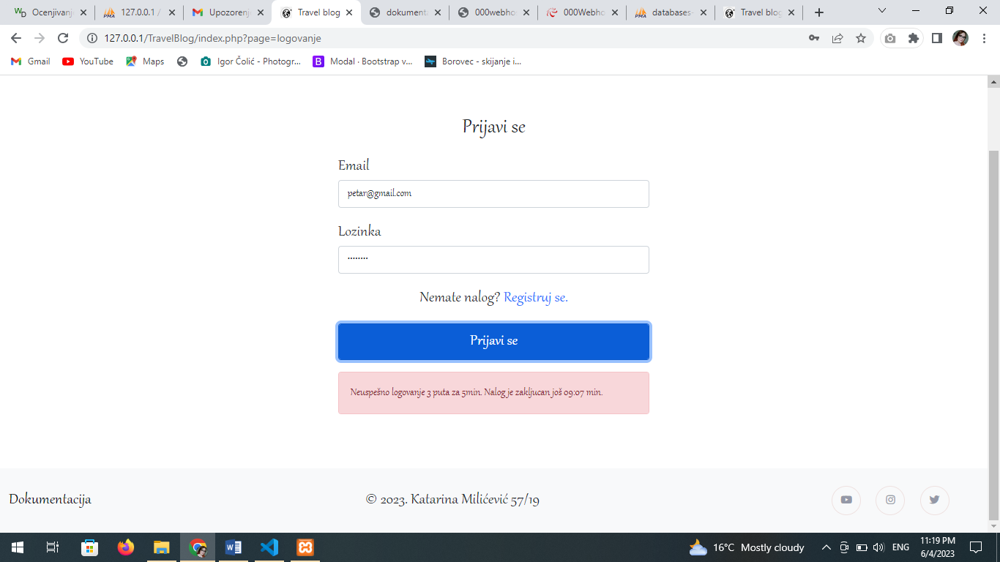 Ocenjivanj
127.0.0.1 /
Upozorenj
Travel blog
dokument
000webho
000Webho
databases-
Travel blog
127.0.0.1/TravelBlog/index.php?page=logovanje
Gmail
YouTube
Maps
Igor Čolić - Photogr...
B
Modal · Bootstrap v...
Borovec - skijanje i...
Prijavi se
Email
petar@gmail.com
Lozinka
········
Nemate nalog? Registruj se.
Prijavi se
Neuspešno logovanje 3 puta za 5min. Nalog je zakljucan još 09:07 min.
Dokumentacija
© 2023. Katarina Milićević 57/19
16°C Mostly cloudy
ENG
11:19 PM
6/4/2023